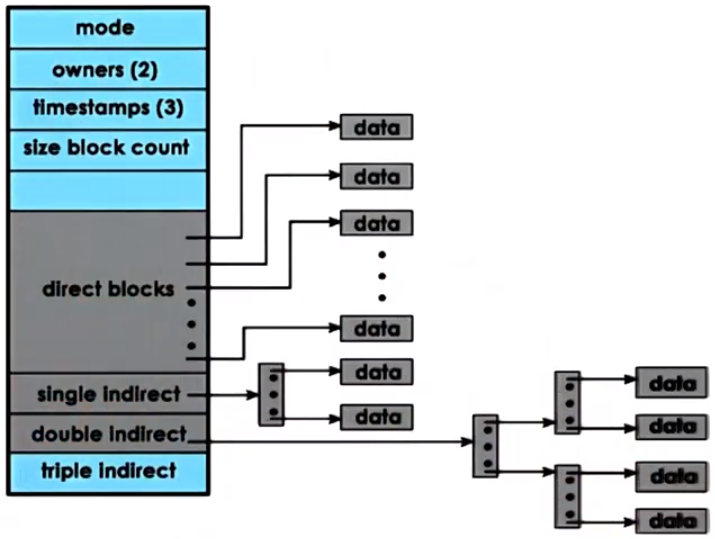 mode
owners (2)
timestamps (3)
size block count
data
data
data
direct blocks
data
data
single indirect
data
double indirect
triple indirect
data
data
data
data